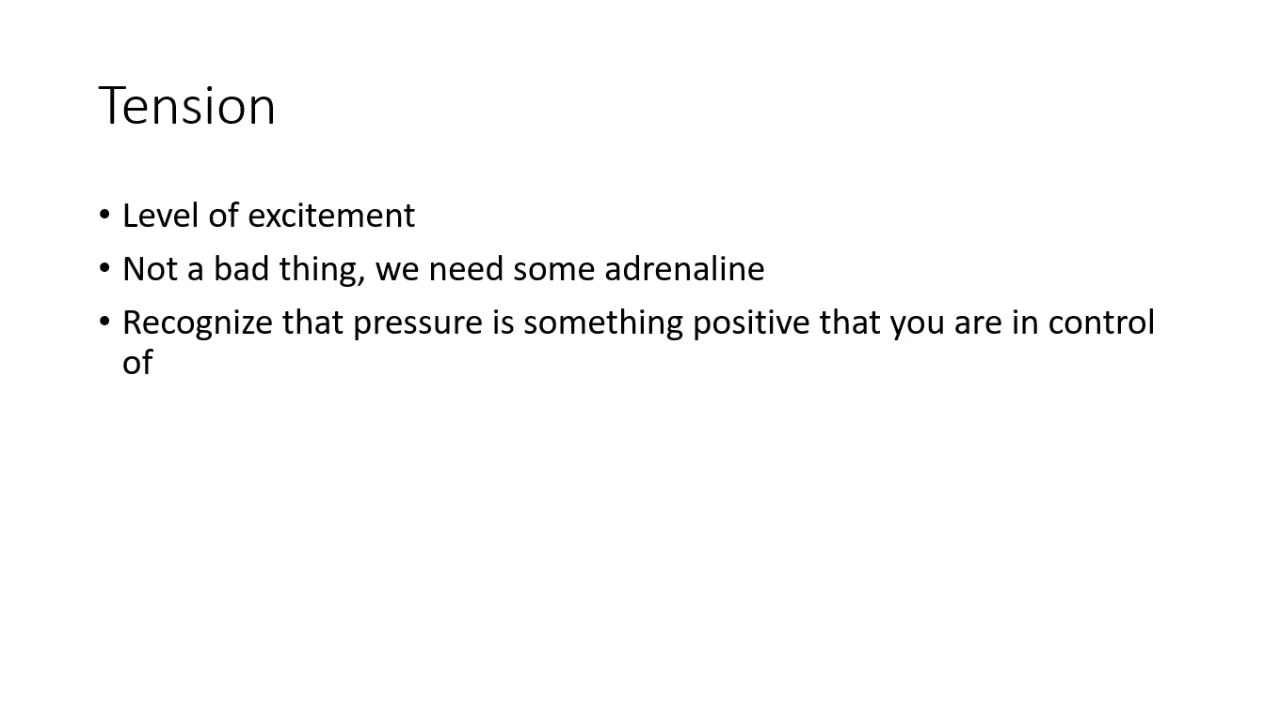 Tension
• Level of excitement
• Not a bad thing, we need some adrenaline
• Recognize that pressure is something positive that you are in control
of